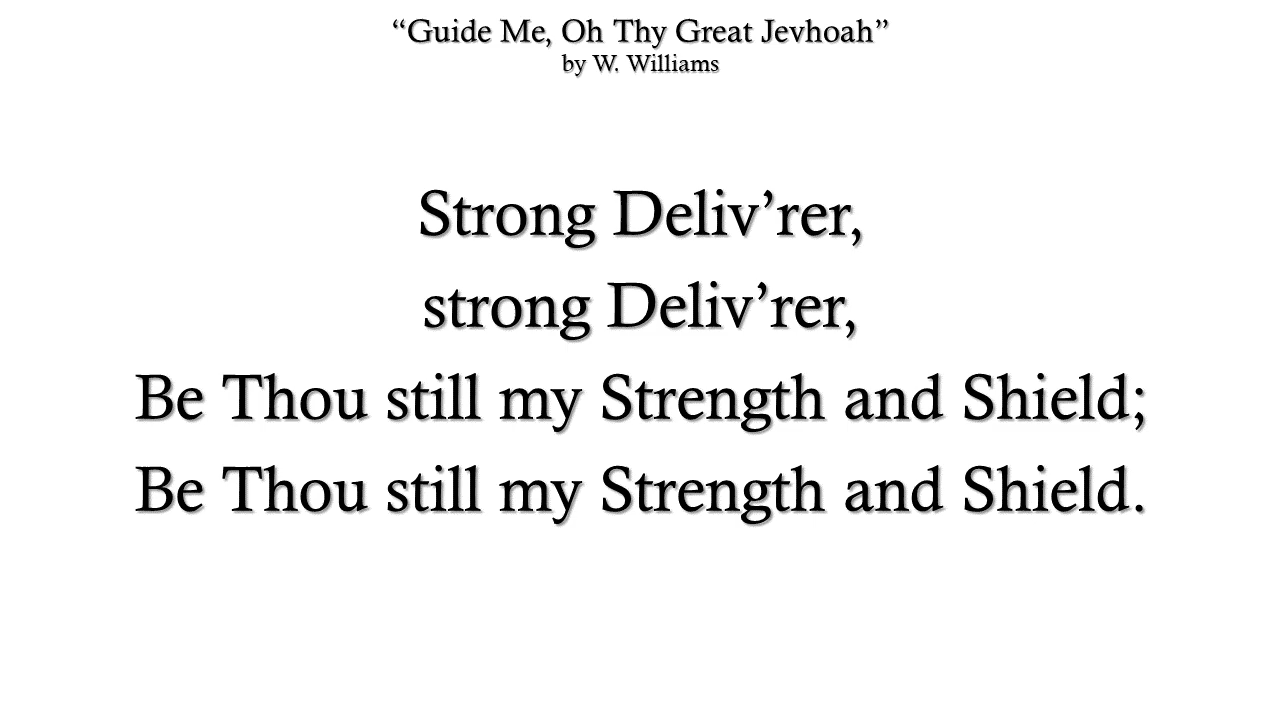 “Guide Me, Oh Thy Great Jevhoah”
by W. Williams
Strong Deliv’rer,
strong Deliv’rer,
Be Thou still my Strength and Shield;
Be Thou still my Strength and Shield.